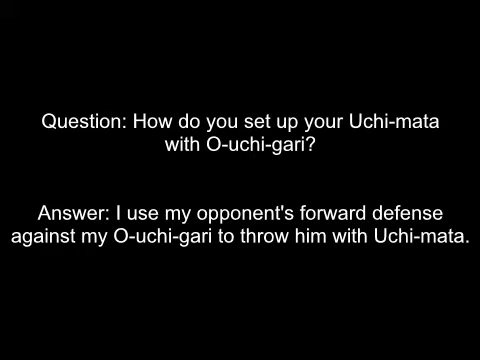 Question: How do you set up your Uchi-mata
with O-uchi-gari?
Answer: I use my opponent's forward defense
against my O-uchi-gari to throw him with Uchi-mata.